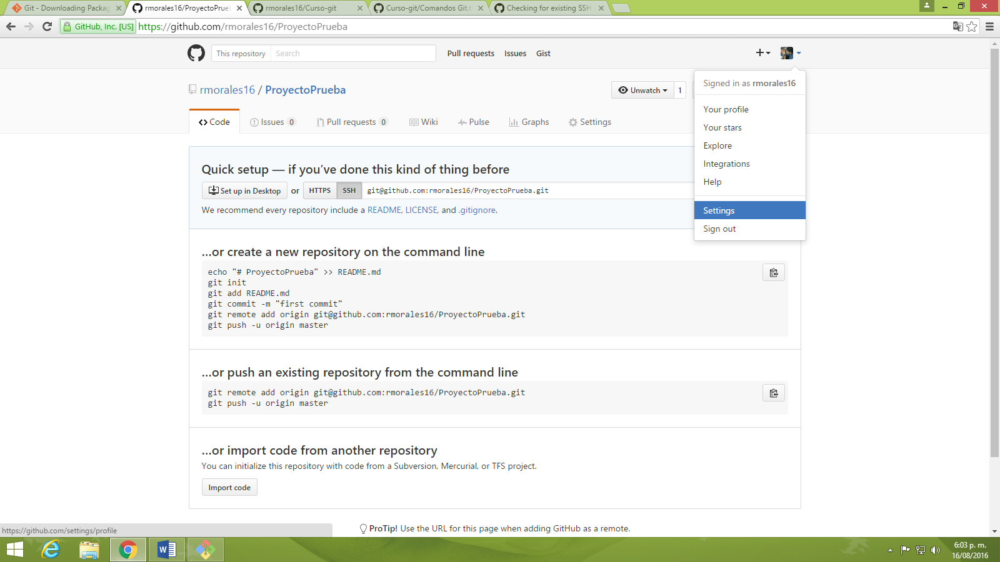 Git - Downloading Packag
rmorales16/ProyectoPrueb
rmorales16/Curso-git
Curso-git/Comandos Git.t
Checking for existing SSH
GitHub, Inc. [US] https://github.com/rmorales16/ProyectoPrueba
This repository Search Pull requests Issues Gist
Signed in as rmorales16
Your profile
Your stars
Explore
Integrations
Help
Settings
Sign out
rmorales16 / ProyectoPrueba
Unwatch 1
Code Issues 0 Pull requests 0 Wiki Pulse Graphs Settings
Quick setup — if you’ve done this kind of thing before
Set up in Desktop or HTTPS SSH git@github.com:rmorales16/ProyectoPrueba.git
We recommend every repository include a README, LICENSE, and .gitignore.
…or create a new repository on the command line
echo "# ProyectoPrueba" >> README.md
git init
git add README.md
git commit -m "first commit"
git remote add origin git@github.com:rmorales16/ProyectoPrueba.git
git push -u origin master
…or push an existing repository from the command line
git remote add origin git@github.com:rmorales16/ProyectoPrueba.git
git push -u origin master
…or import code from another repository
You can initialize this repository with code from a Subversion, Mercurial, or TFS project.
Import code
ProTip! Use the URL for this page when adding GitHub as a remote.
https://github.com/settings/profile
6:03 p. m.
16/08/2016